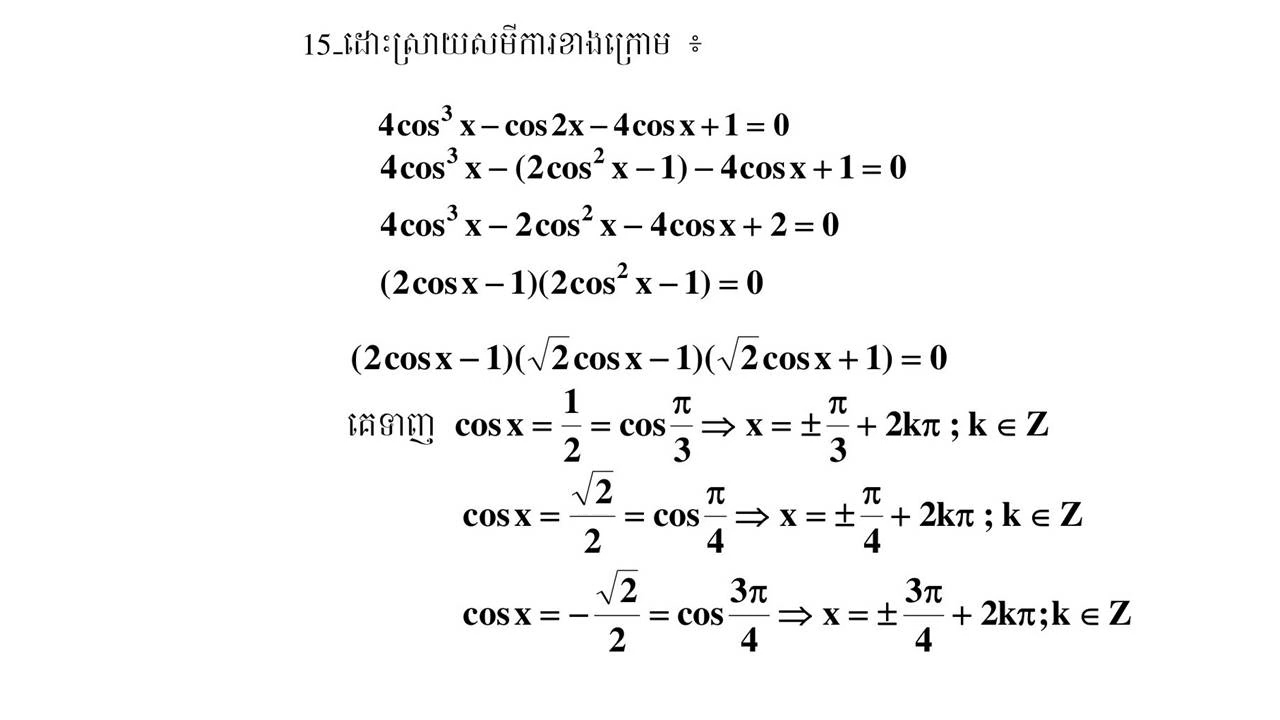 15_ដោះស្រាយសមីការខាងក្រោម ៖
4cos³ x − cos 2x − 4cos x + 1 = 0
4cos³ x − (2cos² x − 1) − 4cos x + 1 = 0
4cos³ x − 2cos² x − 4cos x + 2 = 0
(2cos x − 1)(2cos² x − 1) = 0
(2cos x − 1)(√2 cos x − 1)(√2 cos x + 1) = 0
គេទាញ cos x = 1/2 = cos π/3 ⇒ x = ± π/3 + 2kπ ; k ∈ Z
cos x = √2/2 = cos π/4 ⇒ x = ± π/4 + 2kπ ; k ∈ Z
cos x = − √2/2 = cos 3π/4 ⇒ x = ± 3π/4 + 2kπ;k ∈ Z